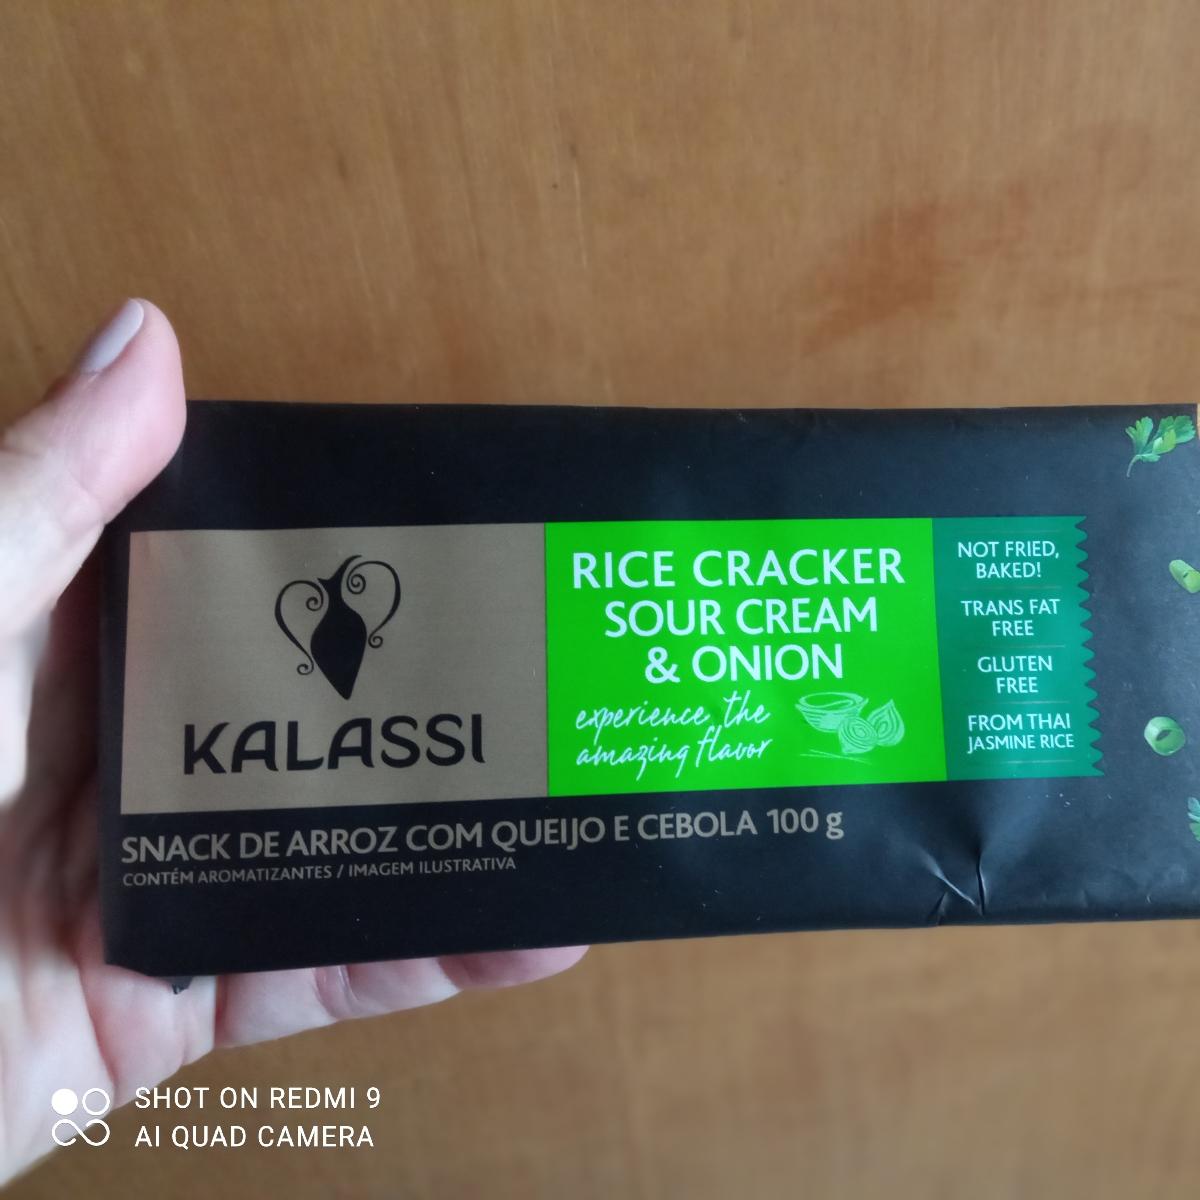 KALASSI
RICE CRACKER
SOUR CREAM
& ONION
experience the
amazing flavor
NOT FRIED,
BAKED!
TRANS FAT
FREE
GLUTEN
FREE
FROM THAI
JASMINE RICE
SNACK DE ARROZ COM QUEIJO E CEBOLA 100 g
CONTÉM AROMATIZANTES / IMAGEM ILUSTRATIVA
SHOT ON REDMI 9
AI QUAD CAMERA